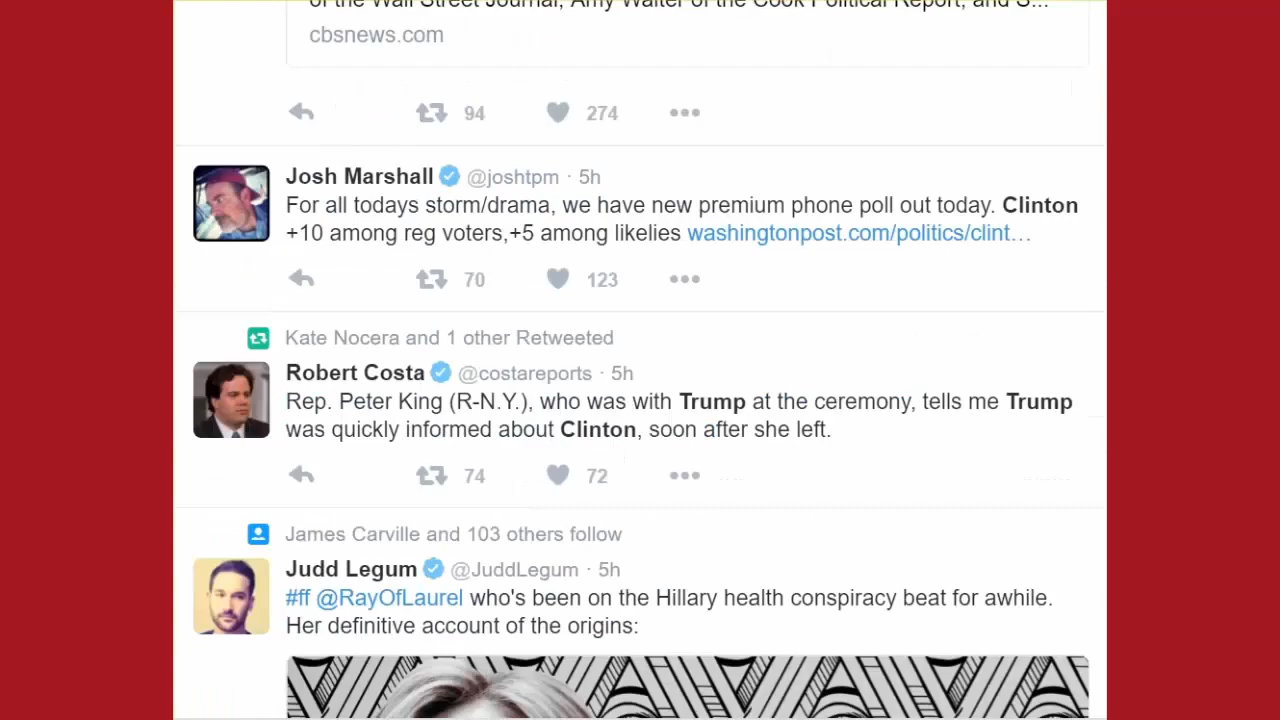 of the Wall Street Journal, Amy Walter of the Cook Political Report, and S...
cbsnews.com
94 274
Josh Marshall @joshtpm · 5h
For all todays storm/drama, we have new premium phone poll out today. Clinton
+10 among reg voters,+5 among likelies washingtonpost.com/politics/clint…
70 123
Kate Nocera and 1 other Retweeted
Robert Costa @costareports · 5h
Rep. Peter King (R-N.Y.), who was with Trump at the ceremony, tells me Trump
was quickly informed about Clinton, soon after she left.
74 72
James Carville and 103 others follow
Judd Legum @JuddLegum · 5h
#ff @RayOfLaurel who's been on the Hillary health conspiracy beat for awhile.
Her definitive account of the origins: